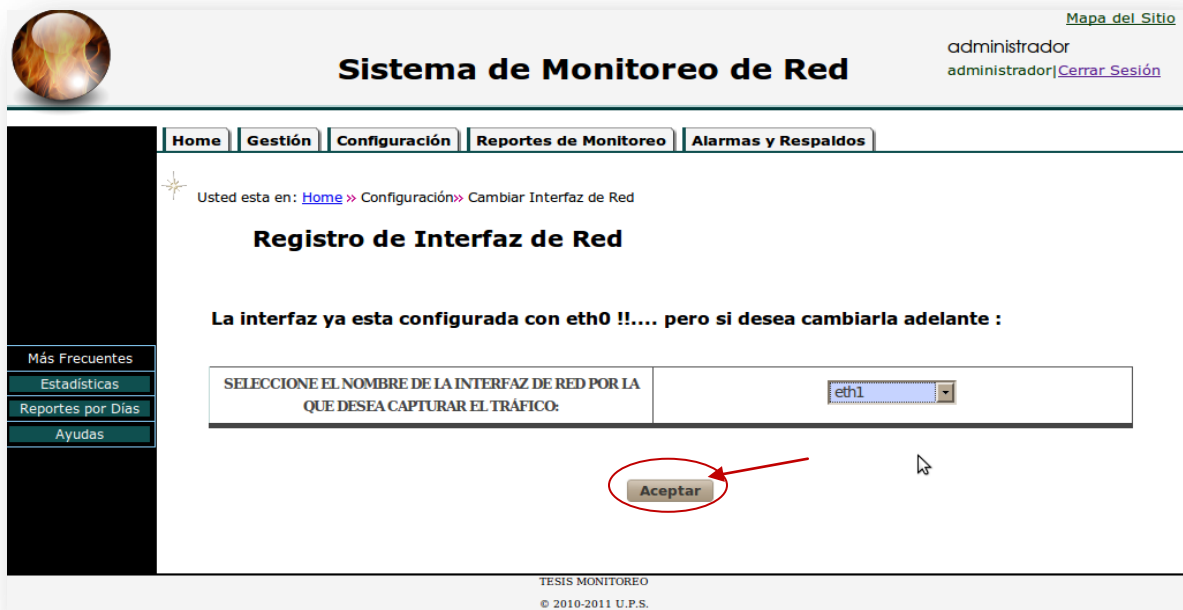 Mapa del Sitio
administrador
Sistema de Monitoreo de Red
administrador|Cerrar Sesión
Home Gestión Configuración Reportes de Monitoreo Alarmas y Respaldos
Usted esta en: Home » Configuración» Cambiar Interfaz de Red
Registro de Interfaz de Red
La interfaz ya esta configurada con eth0 !!.... pero si desea cambiarla adelante :
Más Frecuentes
Estadísticas
Reportes por Días
Ayudas
SELECCIONE EL NOMBRE DE LA INTERFAZ DE RED POR LA
QUE DESEA CAPTURAR EL TRÁFICO:
eth1
Aceptar
TESIS MONITOREO
© 2010-2011 U.P.S.